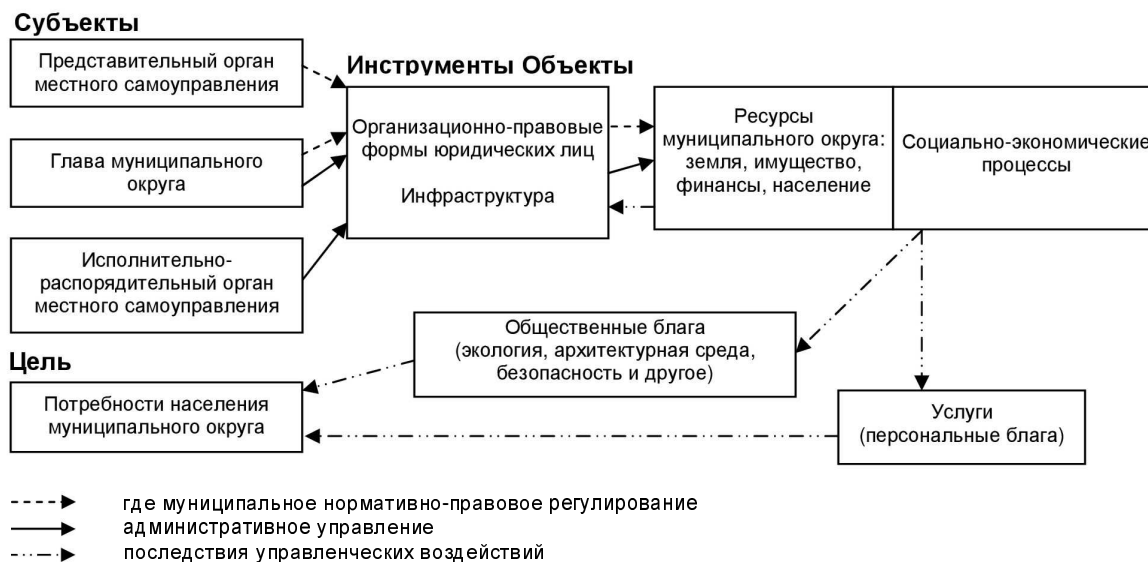 Субъекты
Представительный орган
местного самоуправления
Глава муниципального
округа
Исполнительно-
распорядительный орган
местного самоуправления
Инструменты Объекты
Организационно-правовые
формы юридических лиц
Инфраструктура
Ресурсы
муниципального округа:
земля, имущество,
финансы, население
Социально-экономические
процессы
Общественные блага
(экология, архитектурная среда,
безопасность и другое)
Цель
Потребности населения
муниципального округа
Услуги
(персональные блага)
где муниципальное нормативно-правовое регулирование
административное управление
последствия управленческих воздействий